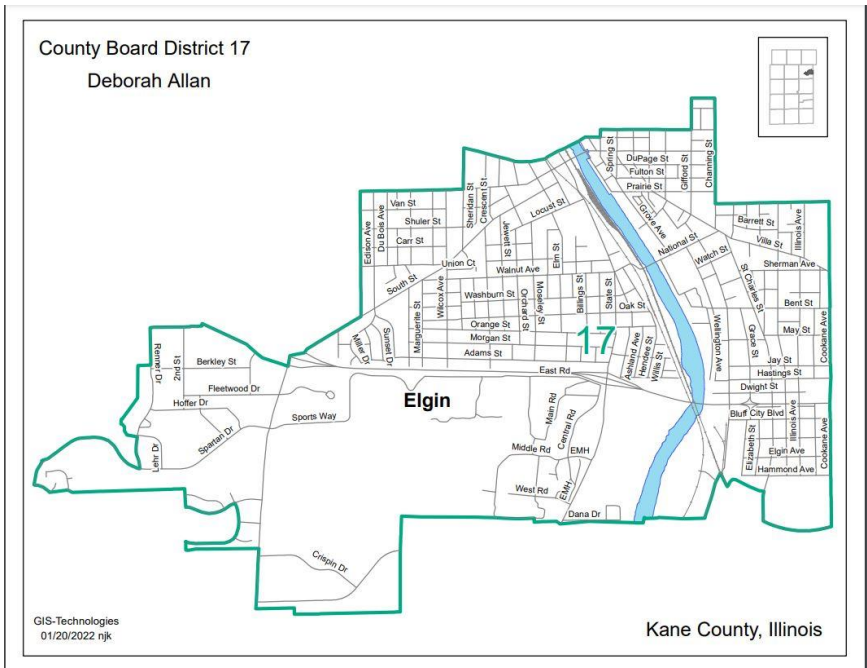 County Board District 17
Deborah Allan
Spring St
DuPage St
Fulton St
Prairie St
Gifford St
Channing St
Grove Ave
National St
Barrett St
Villa St
Illinois Ave
Sherman Ave
Watch St
St Charles St
Bent St
May St
Cookane Ave
Grace St
Jay St
Hastings St
Dwight St
Wellington Ave
Bluff City Blvd
Elizabeth St
Illinois Ave
Elgin Ave
Hammond Ave
Cookane Ave
Sheridan St
Crescent St
Locust St
Jewett St
Elm St
Van St
Shuler St
Carr St
Edison Ave
Du Bois Ave
Union Ct
Walnut Ave
South St
Wilcox Ave
Marguerite St
Washburn St
Orchard St
Moseley St
Billings St
State St
Oak St
Orange St
Morgan St
Adams St
17
Ashland Ave
Hendee St
Willis St
Miller Dr
Sunset Dr
East Rd
Elgin
Renner Dr
2nd St
Berkley St
Fleetwood Dr
Hoffer Dr
Spartan Dr
Lehr Dr
Sports Way
Main Rd
Central Rd
Middle Rd
EMH
West Rd
EMH
Dana Dr
Crispin Dr
GIS-Technologies
01/20/2022 njk
Kane County, Illinois